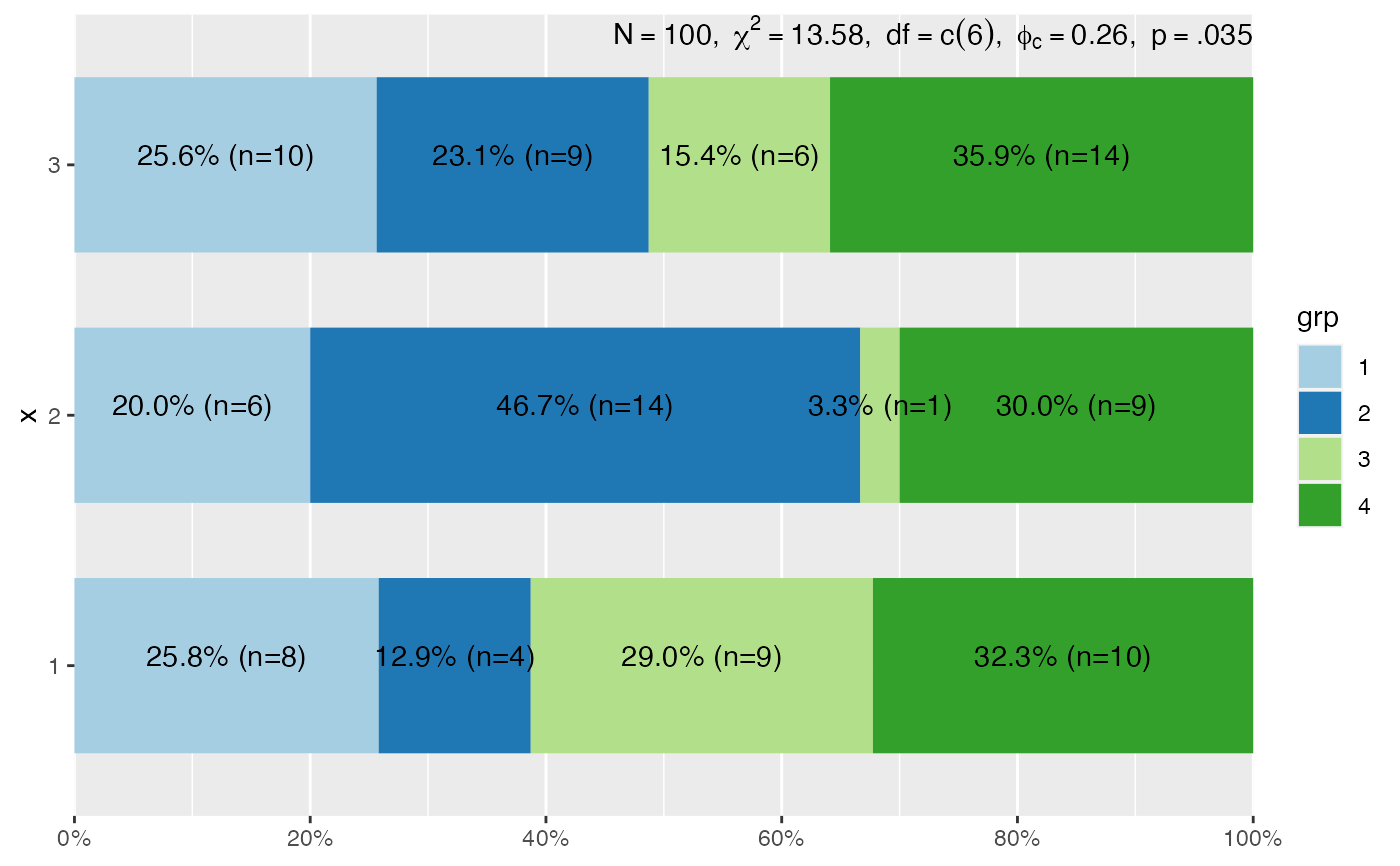 N = 100, χ² = 13.58, df = c(6), ϕc = 0.26, p = .035
3
25.6% (n=10) 23.1% (n=9) 15.4% (n=6) 35.9% (n=14)
x
2
20.0% (n=6) 46.7% (n=14) 3.3% (n=1) 30.0% (n=9)
1
25.8% (n=8) 12.9% (n=4) 29.0% (n=9) 32.3% (n=10)
0% 20% 40% 60% 80% 100%
grp
1
2
3
4